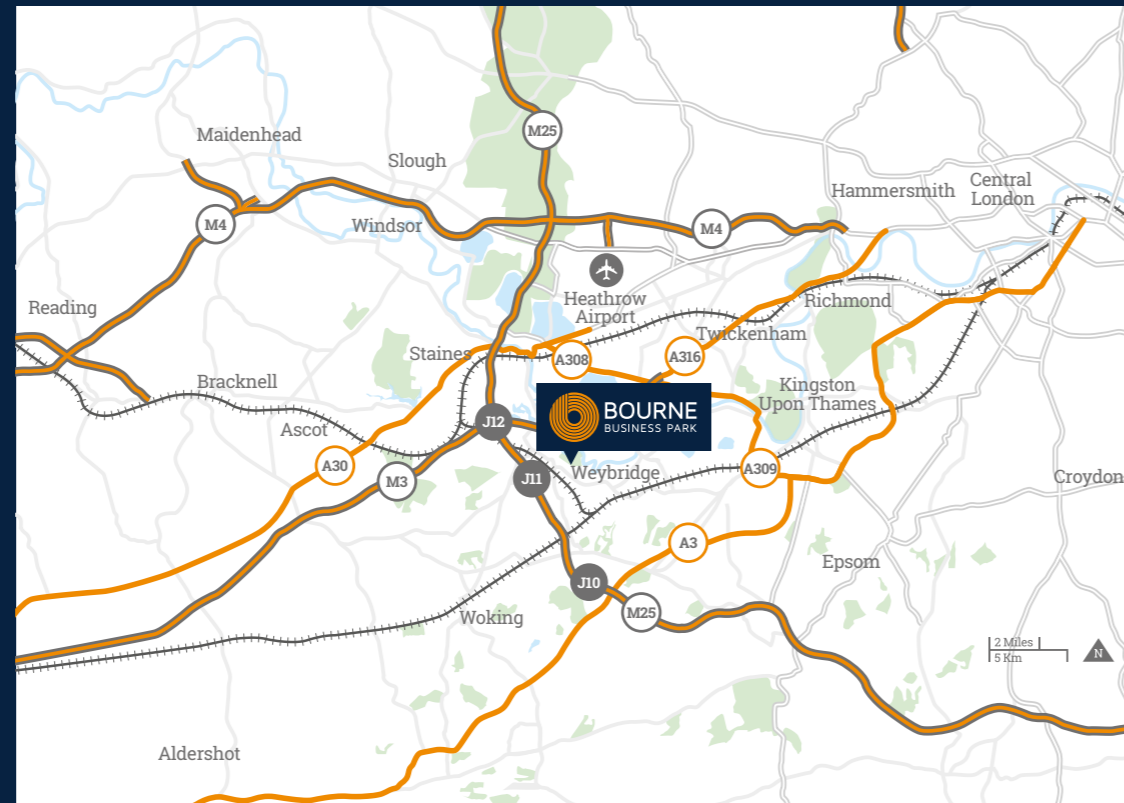 M25
Maidenhead
Slough
Hammersmith
Central
London
M4
Windsor
M4
Heathrow
Airport
Reading
Richmond
Twickenham
Staines
A308
A316
Bracknell
Kingston
Upon Thames
BOURNE
BUSINESS PARK
J12
Ascot
A30
M3
J11
Weybridge
A309
Croydon
A3
Epsom
J10
M25
Woking
2 Miles
5 Km
N
Aldershot